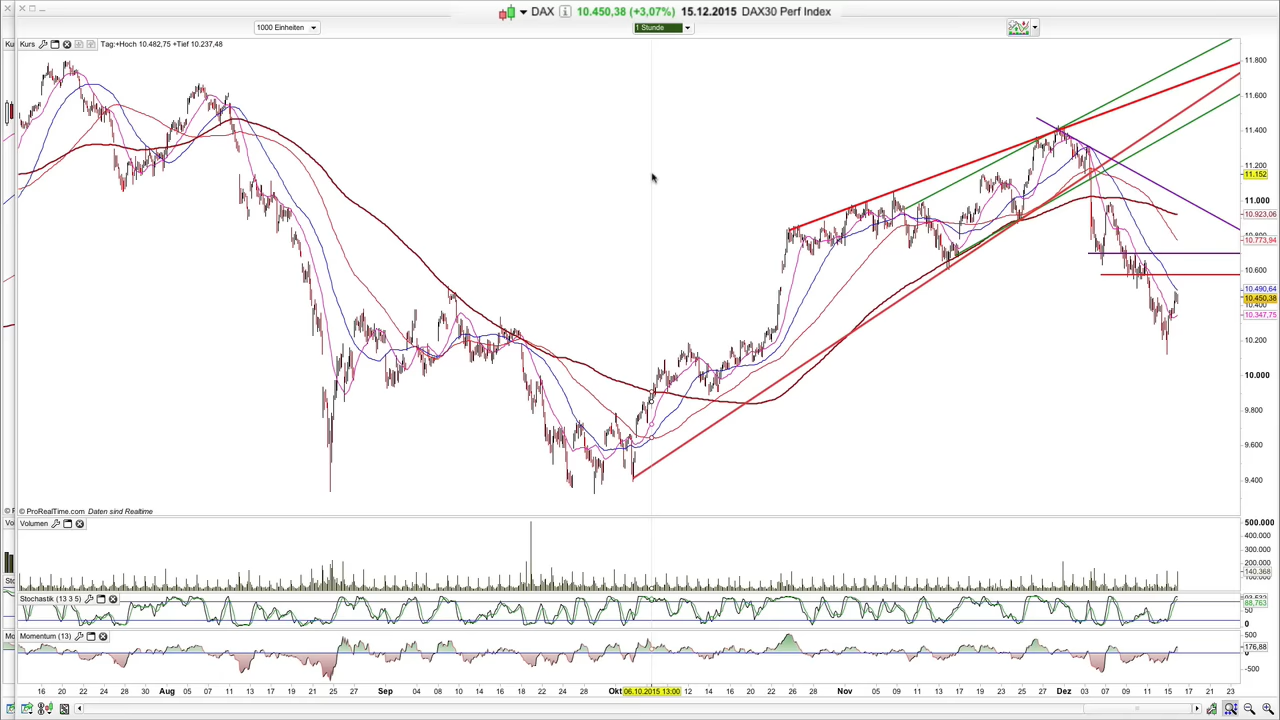 DAX 10.450,38 (+3,07%) 15.12.2015 DAX30 Perf Index
1000 Einheiten
1 Stunde
Ku
Kurs
Tag:+Hoch 10.482,75 +Tief 10.237,48
11.800
11.600
11.400
11.200
11.152
11.000
10.923,06
10.773,94
10.600
10.490,64
10.450,38
10.400
10.347,75
10.200
10.000
9.800
9.600
9.400
© F
© ProRealTime.com Daten sind Realtime
Vo
Volumen
500.000
400.000
300.000
200.000
140.368
Sto
Stochastik (13 3 5)
88,763
0
Mo
Momentum (13)
500
176,88
-500
16 20 22 24 28 30 Aug 05 07 11 13 17 19 21 25 27 31 Sep 04 08 10 14 16 18 22 24 28 Okt 06.10.2015 13:00 12 14 16 20 22 26 28 Nov 05 09 11 13 17 19 23 25 27 Dez 03 07 09 11 15 17 21 23